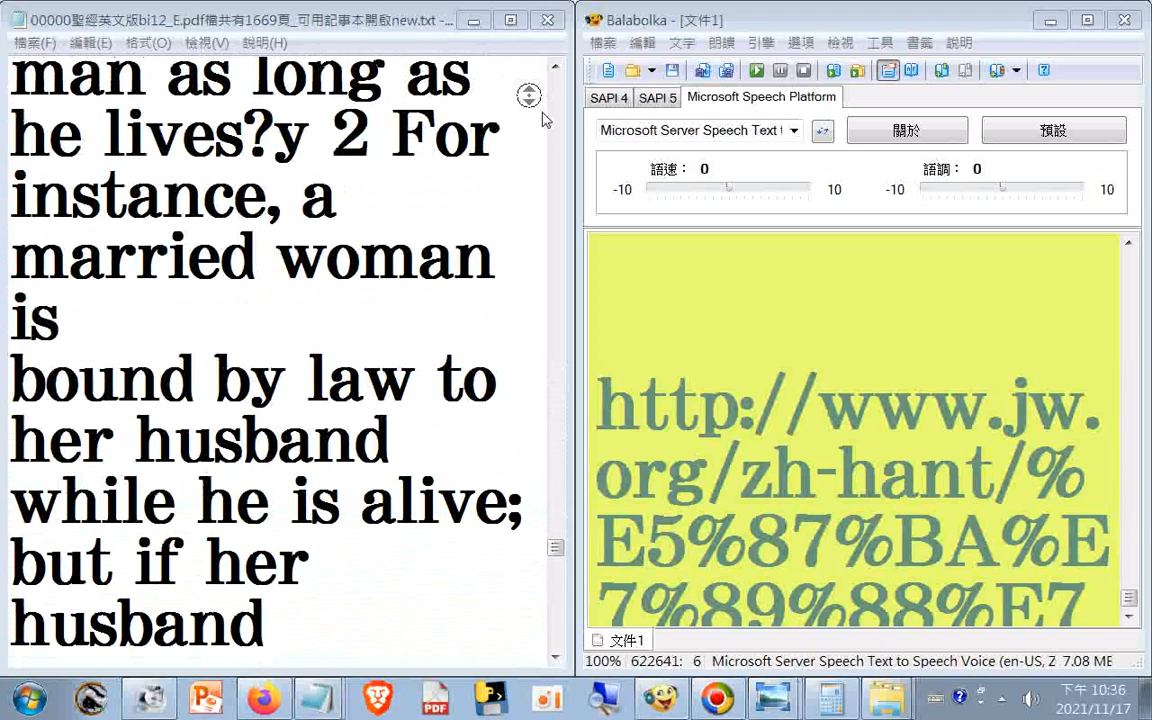 00000聖經英文版bi12_E.pdf檔共有1669頁_可用記事本開啟new.txt -...
檔案(F) 編輯(E) 格式(O) 檢視(V) 說明(H)
man as long as
he lives?y 2 For
instance, a
married woman
is
bound by law to
her husband
while he is alive;
but if her
husband
Balabolka - [文件1]
檔案 編輯 文字 朗讀 引擎 選項 檢視 工具 書籤 說明
SAPI 4 SAPI 5 Microsoft Speech Platform
Microsoft Server Speech Text 關於 預設
語速： 0 語調： 0
-10 10 -10 10
http://www.jw.
org/zh-hant/%
E5%87%BA%E
7%89%88%E7
文件1
100% 622641: 6 Microsoft Server Speech Text to Speech Voice (en-US, Z 7.08 ME
PDF
下午 10:36
2021/11/17